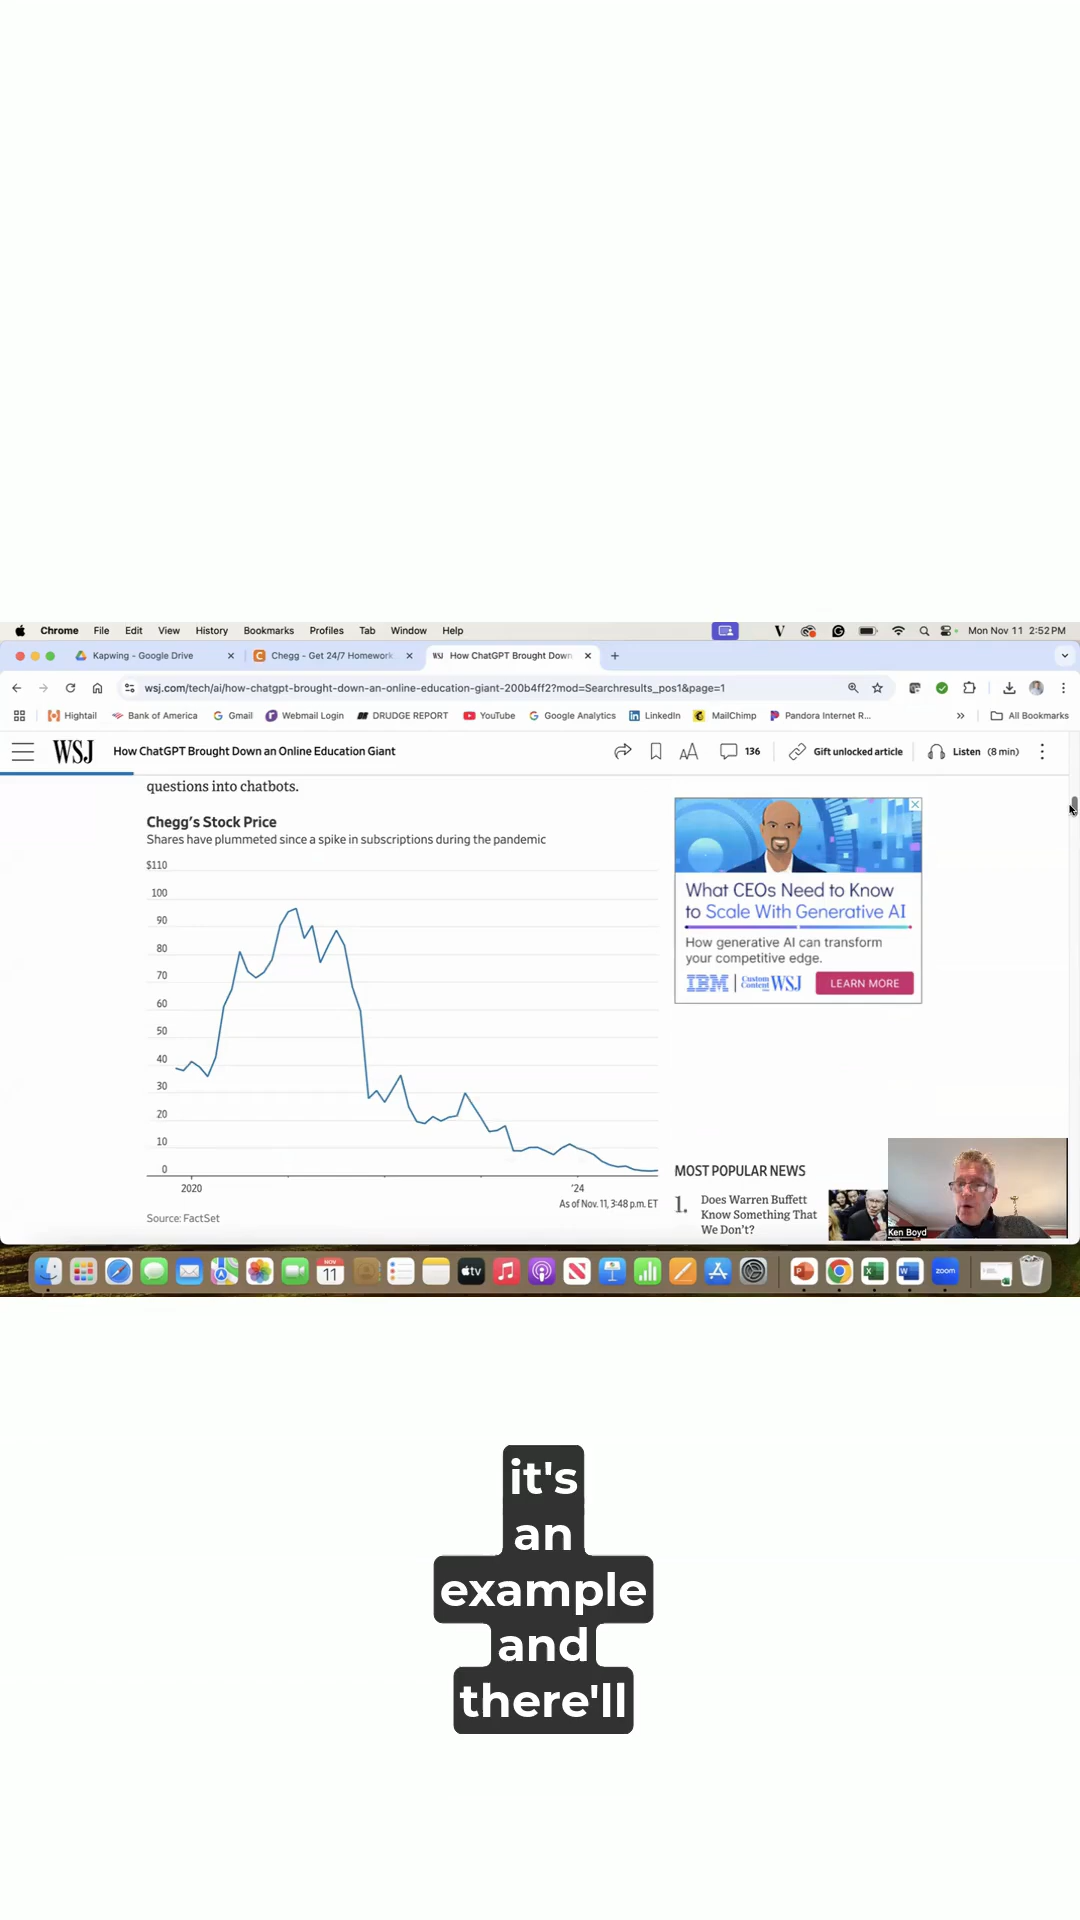 Chrome File Edit View History Bookmarks Profiles Tab Window Help V Mon Nov 11 2:52 PM
Kapwing - Google Drive Chegg - Get 24/7 Homework WSJ How ChatGPT Brought Down
wsj.com/tech/ai/how-chatgpt-brought-down-an-online-education-giant-200b4ff2?mod=Searchresults_pos1&page=1
Hightail Bank of America Gmail Webmail Login DRUDGE REPORT YouTube Google Analytics LinkedIn MailChimp Pandora Internet R... » All Bookmarks
WSJ How ChatGPT Brought Down an Online Education Giant AA 136 Gift unlocked article Listen (8 min)
questions into chatbots.
Chegg's Stock Price
Shares have plummeted since a spike in subscriptions during the pandemic
$110
100
90
80
70
60
50
40
30
20
10
0
2020 '24
As of Nov. 11, 3:48 p.m. ET
Source: FactSet
What CEOs Need to Know
to Scale With Generative AI
How generative AI can transform
your competitive edge.
IBM Custom Content WSJ LEARN MORE
MOST POPULAR NEWS
1. Does Warren Buffett
Know Something That
We Don't?
Ken Boyd
NOV
11
tv
zoom
it's
an
example
and
there'll